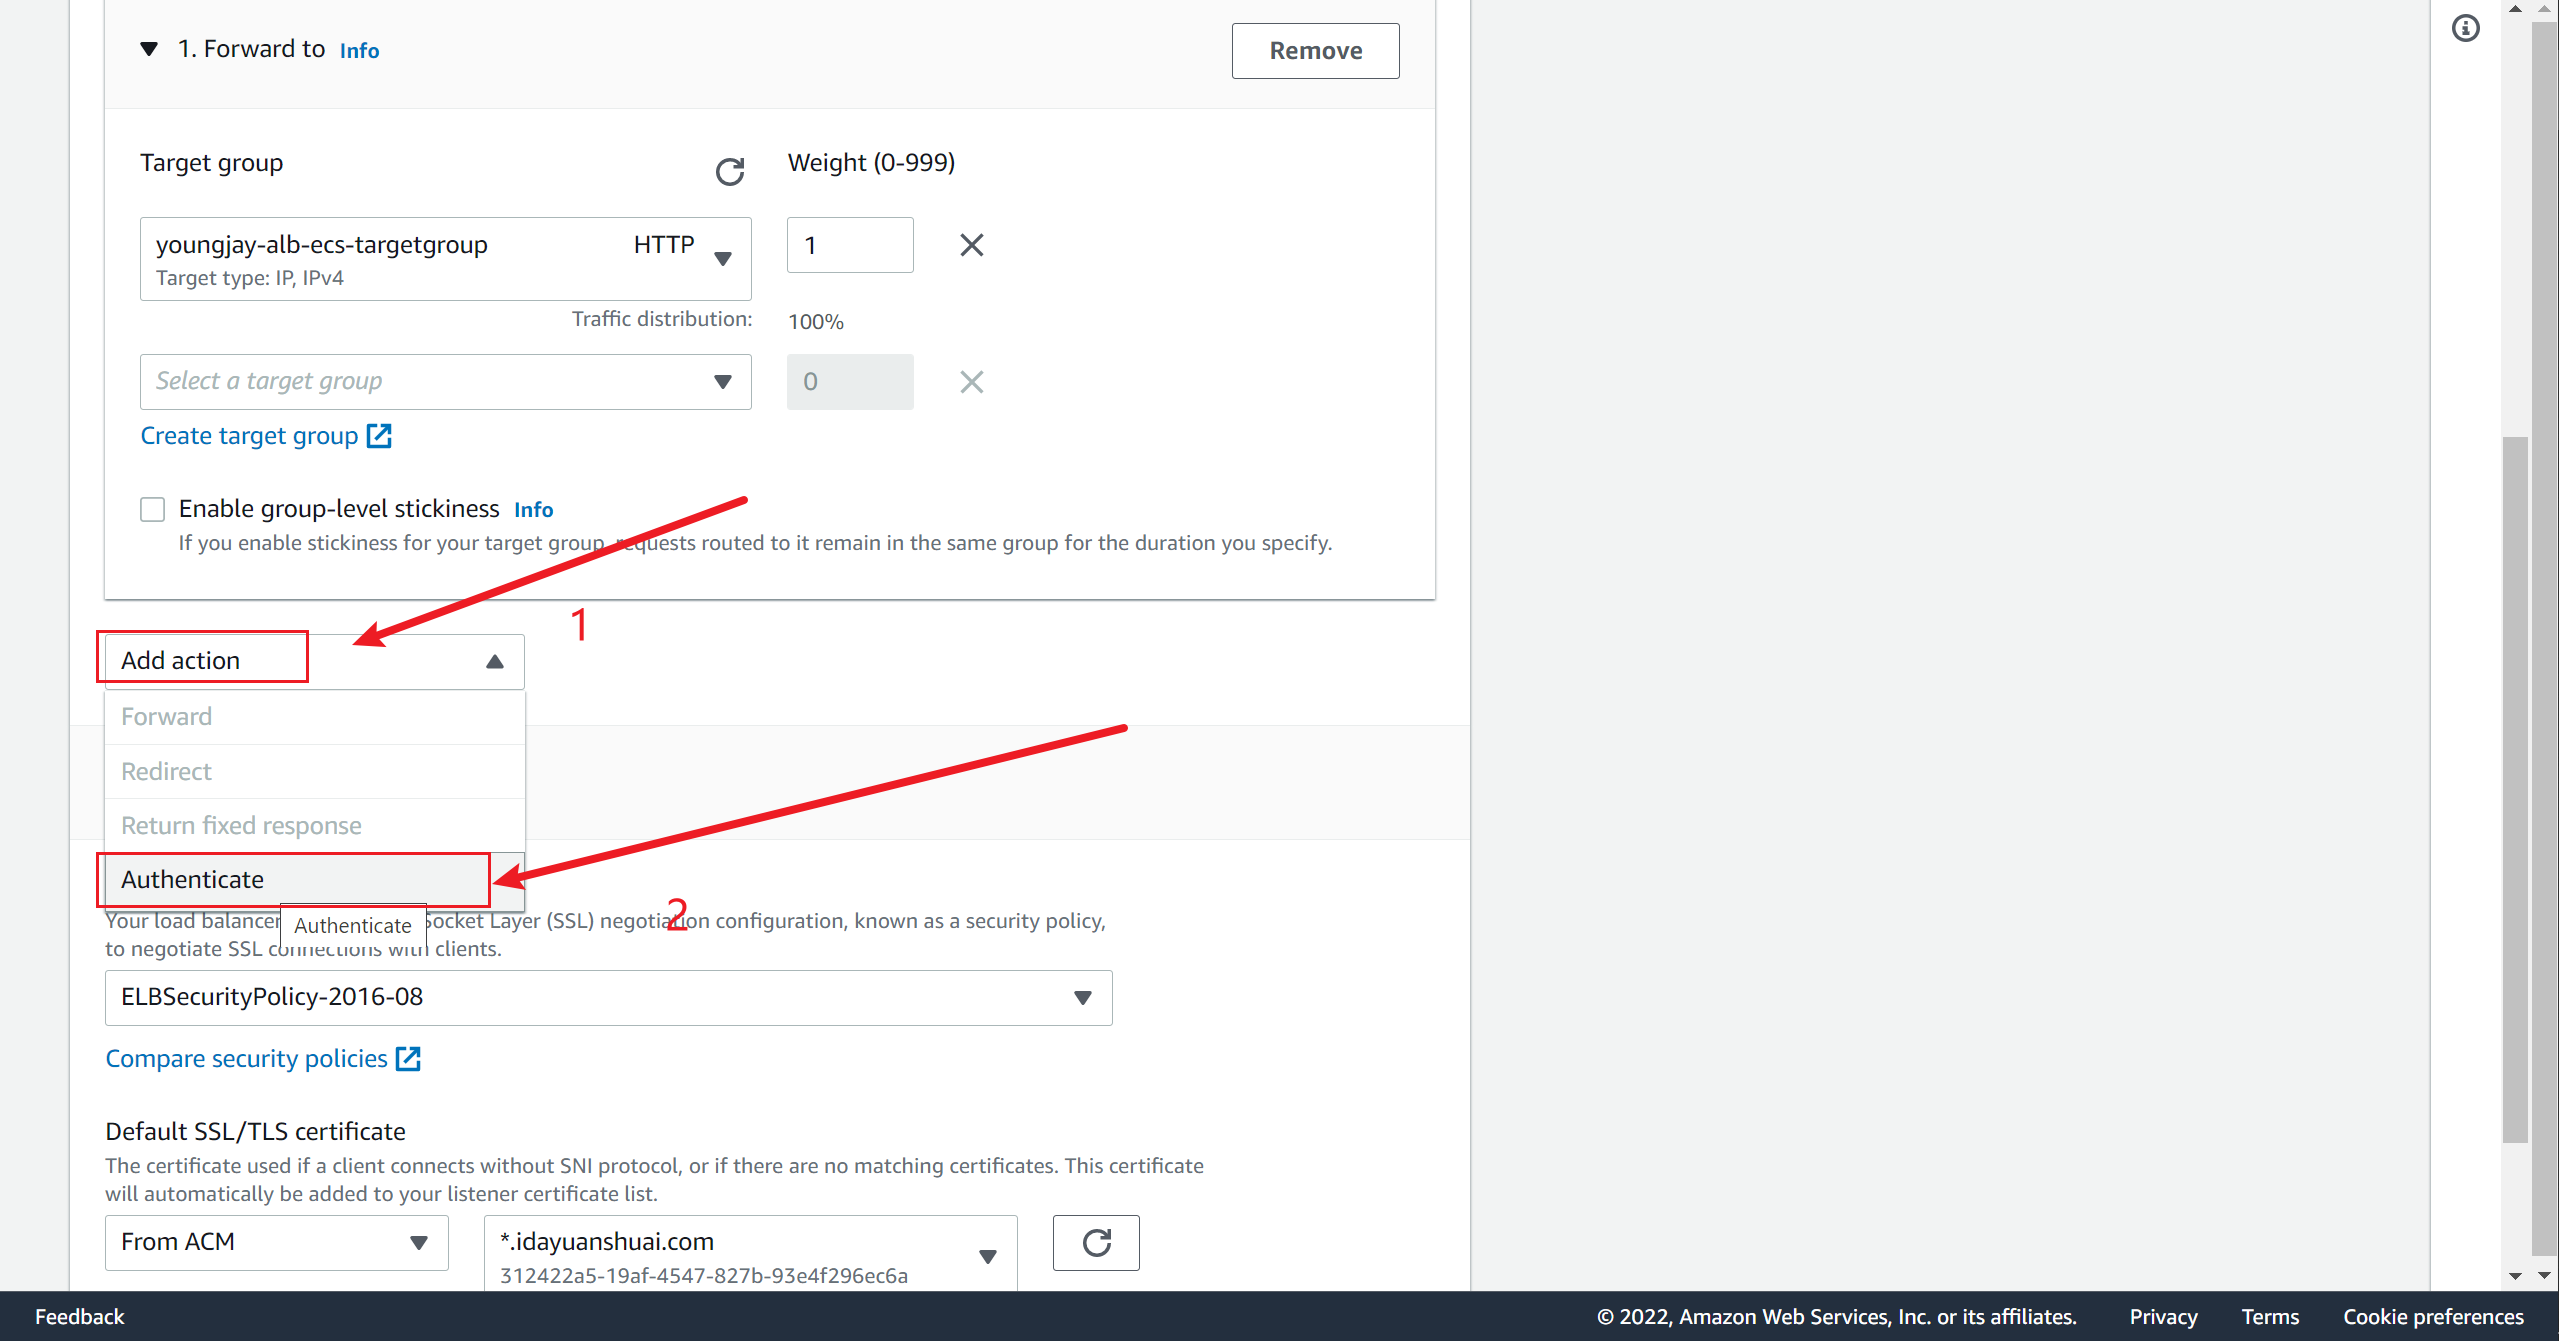 1. Forward to Info
Remove
Target group
Weight (0-999)
youngjay-alb-ecs-targetgroup HTTP
Target type: IP, IPv4
1
Traffic distribution: 100%
Select a target group
0
Create target group
Enable group-level stickiness Info
If you enable stickiness for your target group, requests routed to it remain in the same group for the duration you specify.
1
Add action
Forward
Redirect
Return fixed response
Authenticate
2
Your load balancer Authenticate Socket Layer (SSL) negotiation configuration, known as a security policy,
to negotiate SSL connections with clients.
ELBSecurityPolicy-2016-08
Compare security policies
Default SSL/TLS certificate
The certificate used if a client connects without SNI protocol, or if there are no matching certificates. This certificate
will automatically be added to your listener certificate list.
From ACM
*.idayuanshuai.com
312422a5-19af-4547-827b-93e4f296ec6a
Feedback
© 2022, Amazon Web Services, Inc. or its affiliates. Privacy Terms Cookie preferences